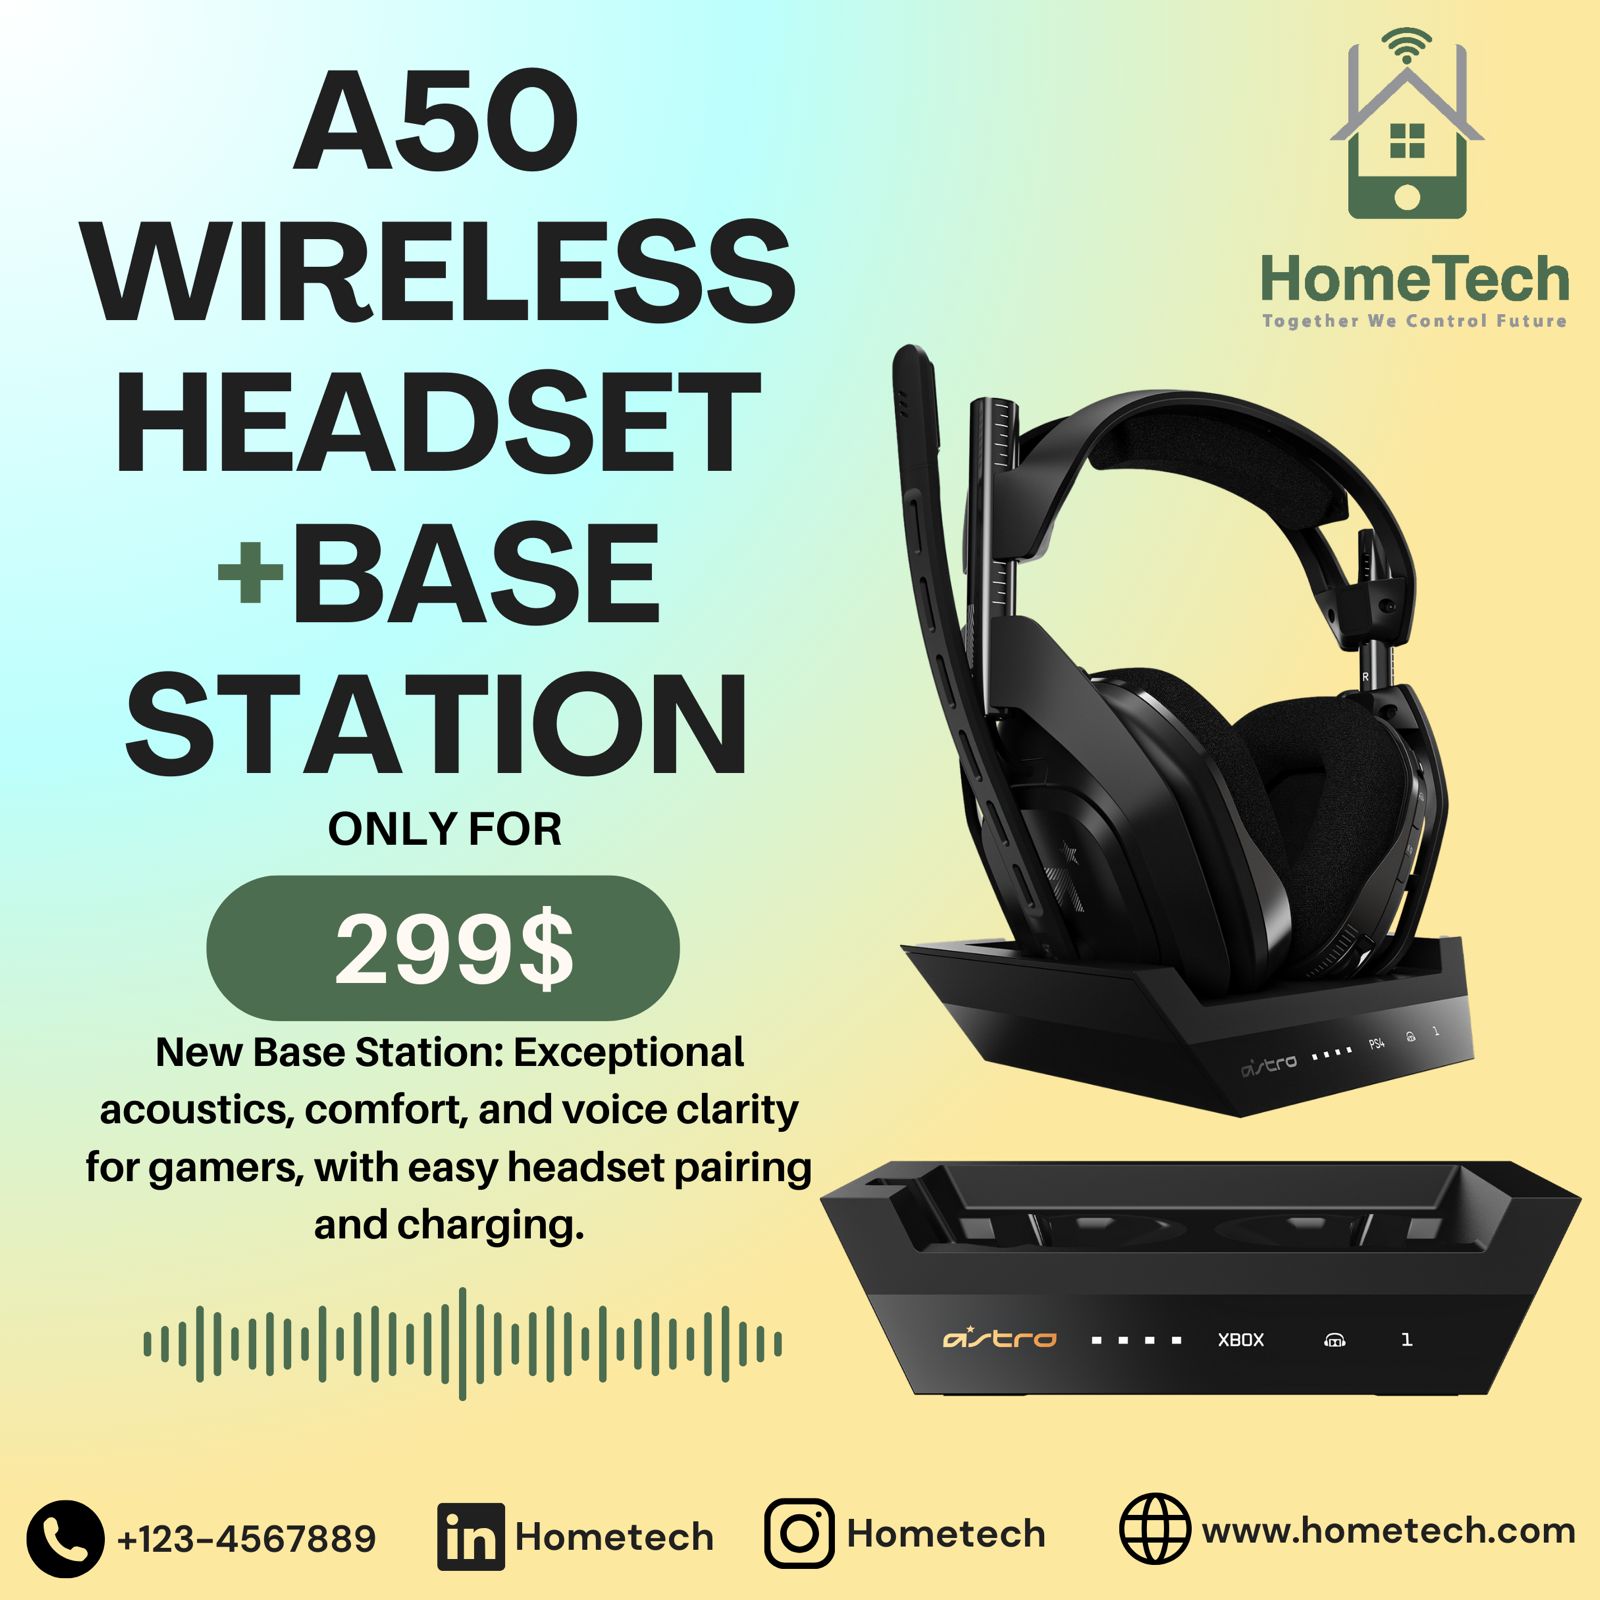 A50
WIRELESS
HEADSET
+BASE
STATION
ONLY FOR
299$
New Base Station: Exceptional
acoustics, comfort, and voice clarity
for gamers, with easy headset pairing
and charging.
HomeTech
Together We Control Future
R
astro PS4 1
astro XBOX 1
+123-4567889
in Hometech
Hometech
www.hometech.com